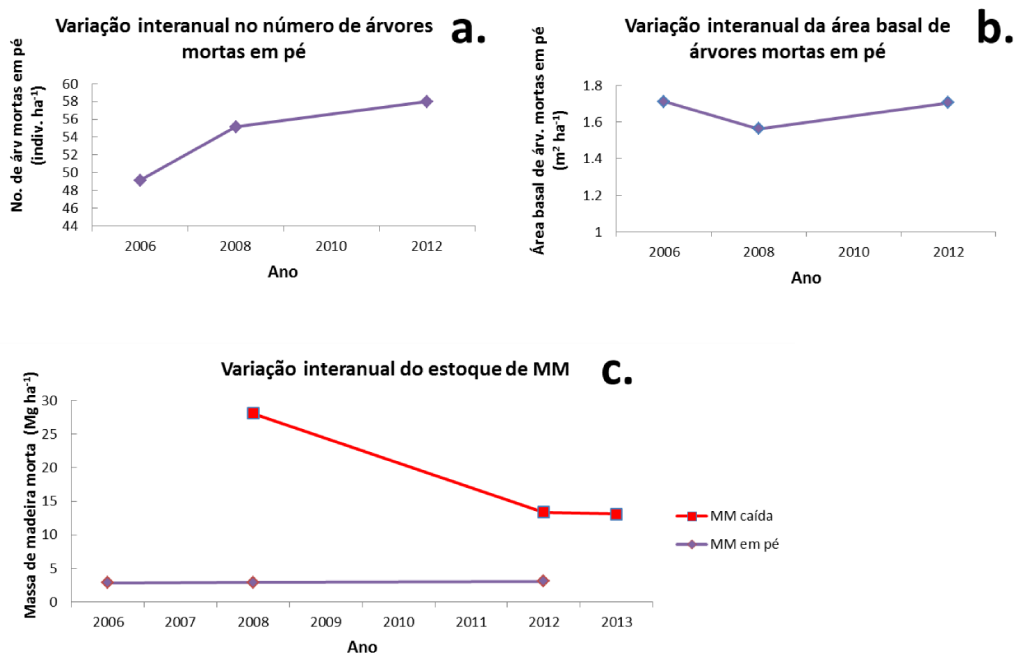 Variação interanual no número de árvores
mortas em pé
a.
No. de árv mortas em pé
(indiv. ha⁻¹)
60
58
56
54
52
50
48
46
44
2006 2008 2010 2012
Ano
Variação interanual da área basal de
árvores mortas em pé
b.
Área basal de árv. mortas em pé
(m² ha⁻¹)
1.8
1.6
1.4
1.2
1
2006 2008 2010 2012
Ano
Variação interanual do estoque de MM
c.
Massa de madeira morta (Mg ha⁻¹)
30
25
20
15
10
5
0
2006 2007 2008 2009 2010 2011 2012 2013
Ano
MM caída
MM em pé